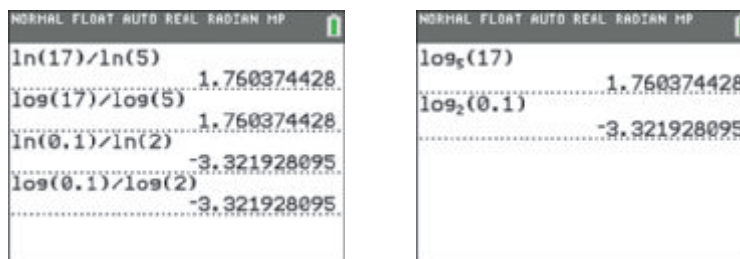 NORMAL FLOAT AUTO REAL RADIAN MP
ln(17)/ln(5)
1.760374428
log(17)/log(5)
1.760374428
ln(0.1)/ln(2)
-3.321928095
log(0.1)/log(2)
-3.321928095
NORMAL FLOAT AUTO REAL RADIAN MP
log₅(17)
1.760374428
log₂(0.1)
-3.321928095